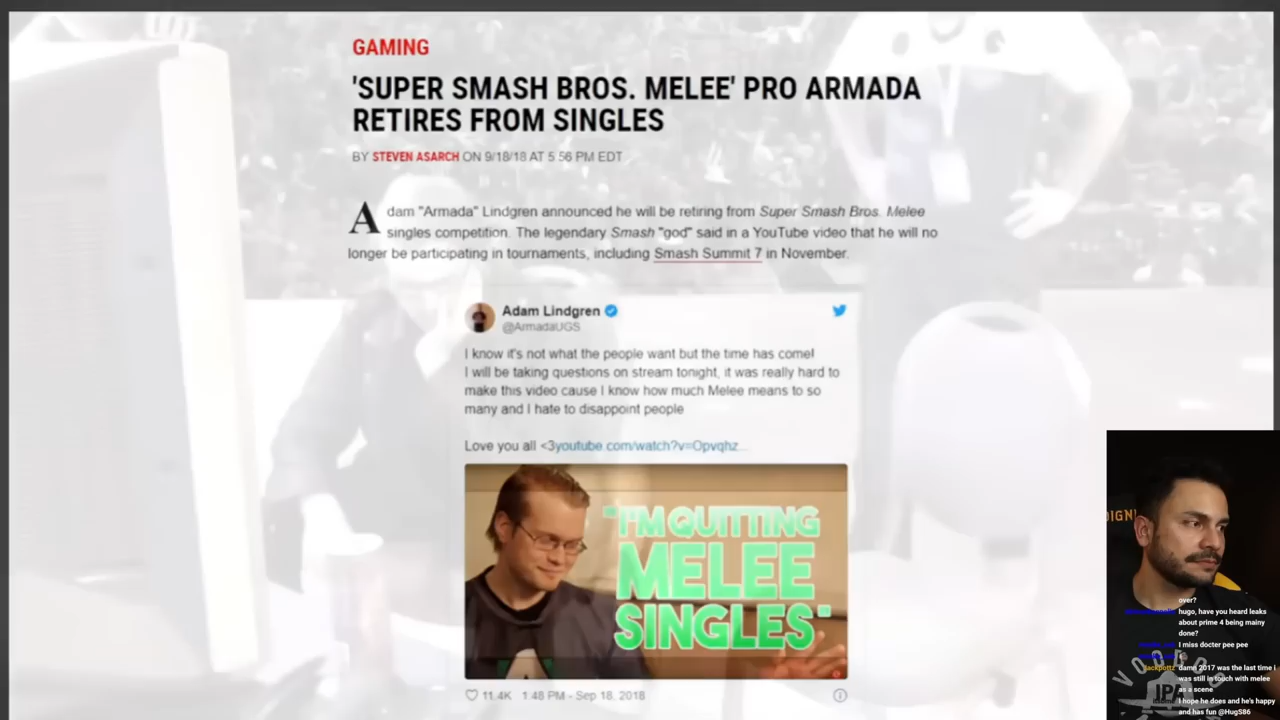 GAMING
'SUPER SMASH BROS. MELEE' PRO ARMADA
RETIRES FROM SINGLES
BY STEVEN ASARCH ON 9/18/18 AT 5:56 PM EDT
Adam "Armada" Lindgren announced he will be retiring from Super Smash Bros. Melee
singles competition. The legendary Smash "god" said in a YouTube video that he will no
longer be participating in tournaments, including Smash Summit 7 in November.
Adam Lindgren
@ArmadaUGS
I know it's not what the people want but the time has come!
I will be taking questions on stream tonight, it was really hard to
make this video cause I know how much Melee means to so
many and I hate to disappoint people
Love you all <3youtube.com/watch?v=Opvqhz...
"I'M QUITTING
MELEE
SINGLES"
11.4K 1:48 PM - Sep 18, 2018
DIGNI
over?
hugo, have you heard leaks
about prime 4 being mainy
done?
I miss docter pee pee
damn 2017 was the last time i
was still in touch with melee
as a scene
I hope he does and he's happy
and has fun @HugS86